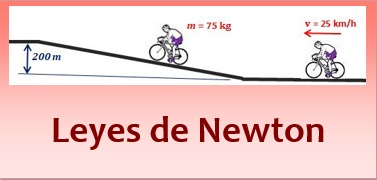 m = 75 kg
v = 25 km/h
200 m
Leyes de Newton